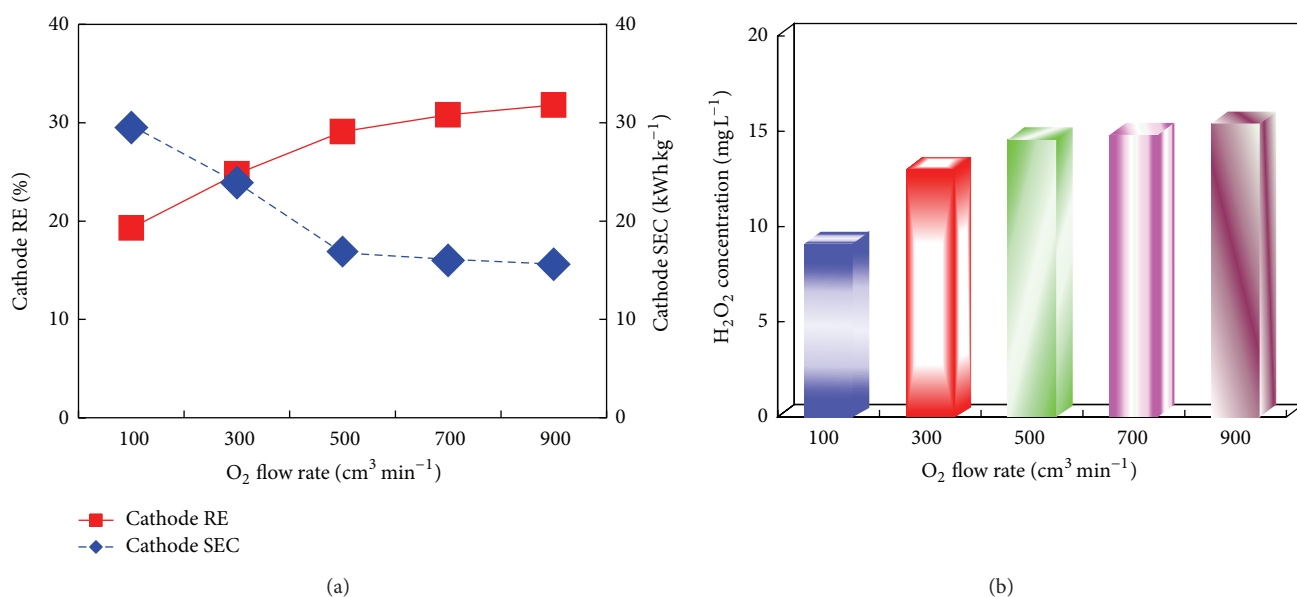 40
30
20
10
0
Cathode RE (%)
40
30
20
10
0
Cathode SEC (kWh kg⁻¹)
100 300 500 700 900
O₂ flow rate (cm³ min⁻¹)
Cathode RE
Cathode SEC
(a)
20
15
10
5
0
H₂O₂ concentration (mg L⁻¹)
100 300 500 700 900
O₂ flow rate (cm³ min⁻¹)
(b)